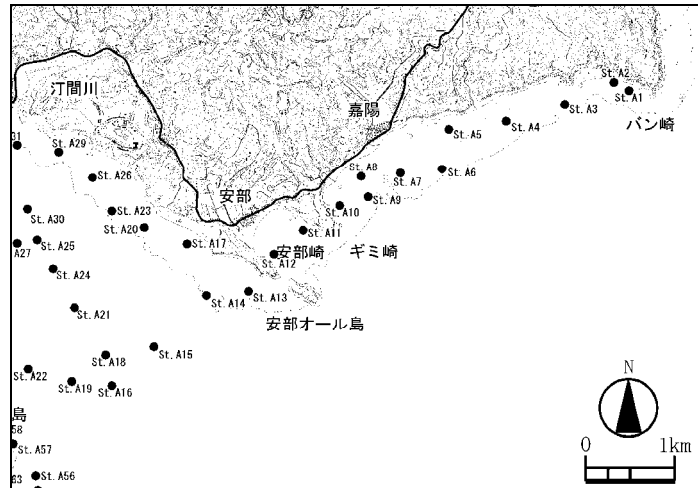 St. A2
St. A1
汀間川
St. A3
嘉陽
St. A4
バン崎
31
St. A5
St. A29
St. A8
St. A6
St. A7
St. A26
安部
St. A9
St. A10
St. A30
St. A23
St. A20
St. A11
A27
St. A25
St. A17
安部崎
ギミ崎
St. A12
St. A24
St. A14
St. A13
St. A21
安部オール島
St. A18
St. A15
St. A22
St. A19
St. A16
N
島
58
0
1km
St. A57
St. A56
63